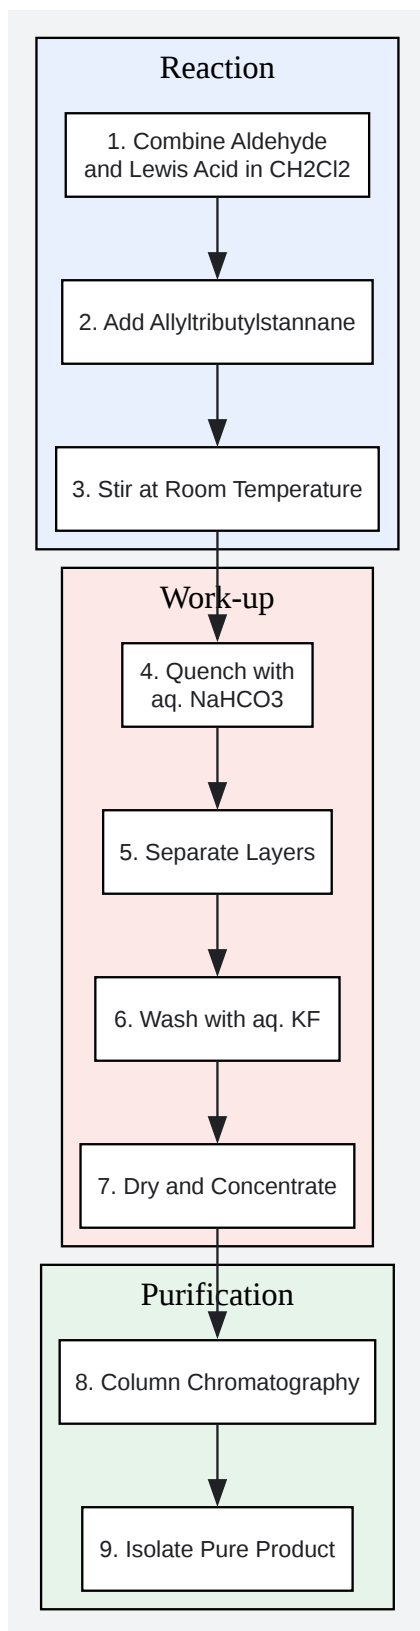 Reaction
1. Combine Aldehyde
and Lewis Acid in CH2Cl2
2. Add Allyltributylstannane
3. Stir at Room Temperature
Work-up
4. Quench with
aq. NaHCO3
5. Separate Layers
6. Wash with aq. KF
7. Dry and Concentrate
Purification
8. Column Chromatography
9. Isolate Pure Product